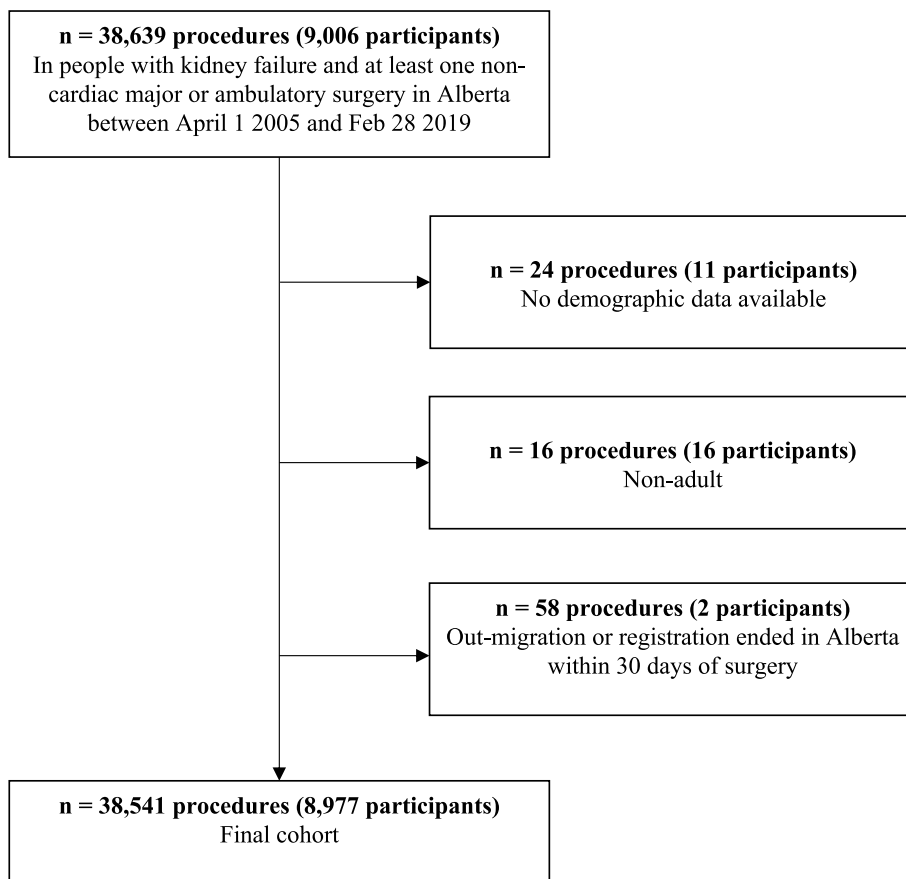 n = 38,639 procedures (9,006 participants)
In people with kidney failure and at least one non-
cardiac major or ambulatory surgery in Alberta
between April 1 2005 and Feb 28 2019
n = 24 procedures (11 participants)
No demographic data available
n = 16 procedures (16 participants)
Non-adult
n = 58 procedures (2 participants)
Out-migration or registration ended in Alberta
within 30 days of surgery
n = 38,541 procedures (8,977 participants)
Final cohort